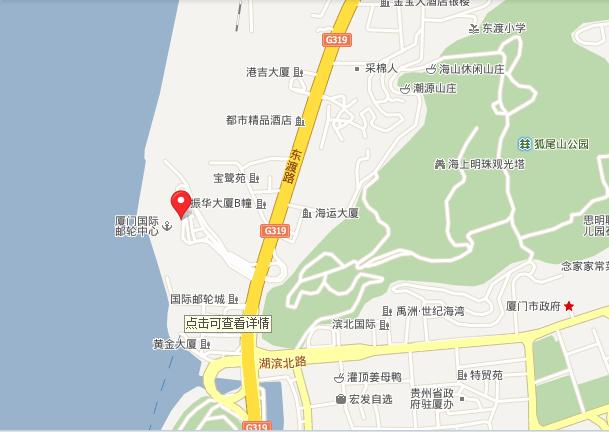 金宝大酒店银楼
东渡小学
G319
港吉大厦
采棉人
海山休闲山庄
潮源山庄
都市精品酒店
狐尾山公园
东渡路
海上明珠观光塔
宝鹭苑
振华大厦B幢
海运大厦
厦门国际
邮轮中心
思明
儿园
G319
念家家常菜
国际邮轮城
禹洲·世纪海湾
厦门市政府
点击可查看详情
滨北国际
黄金大厦
湖滨北路
灌顶姜母鸭
特贸苑
宏发自选
贵州省政
府驻厦办
G319